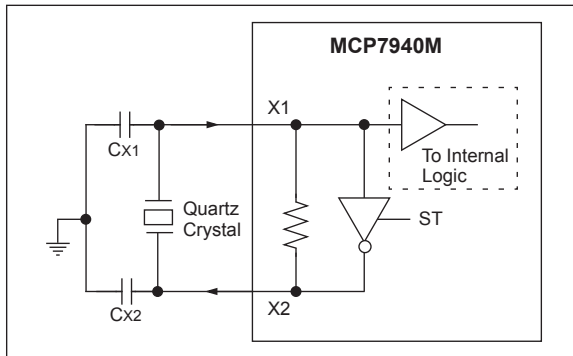 MCP7940M
X1
CX1
To Internal
Logic
Quartz
Crystal
ST
X2
CX2